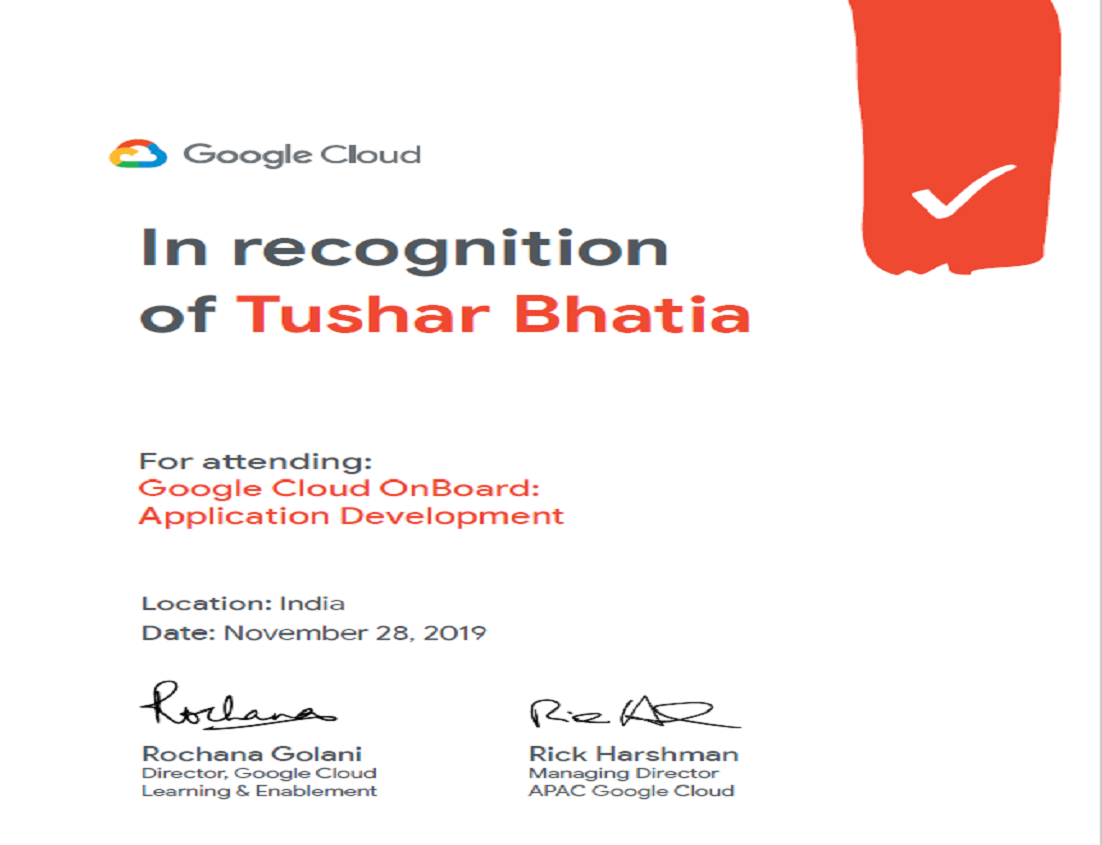 Google Cloud
In recognition
of Tushar Bhatia
For attending:
Google Cloud OnBoard:
Application Development
Location: India
Date: November 28, 2019
Rochana
Rick H
Rochana Golani
Director, Google Cloud
Learning & Enablement
Rick Harshman
Managing Director
APAC Google Cloud